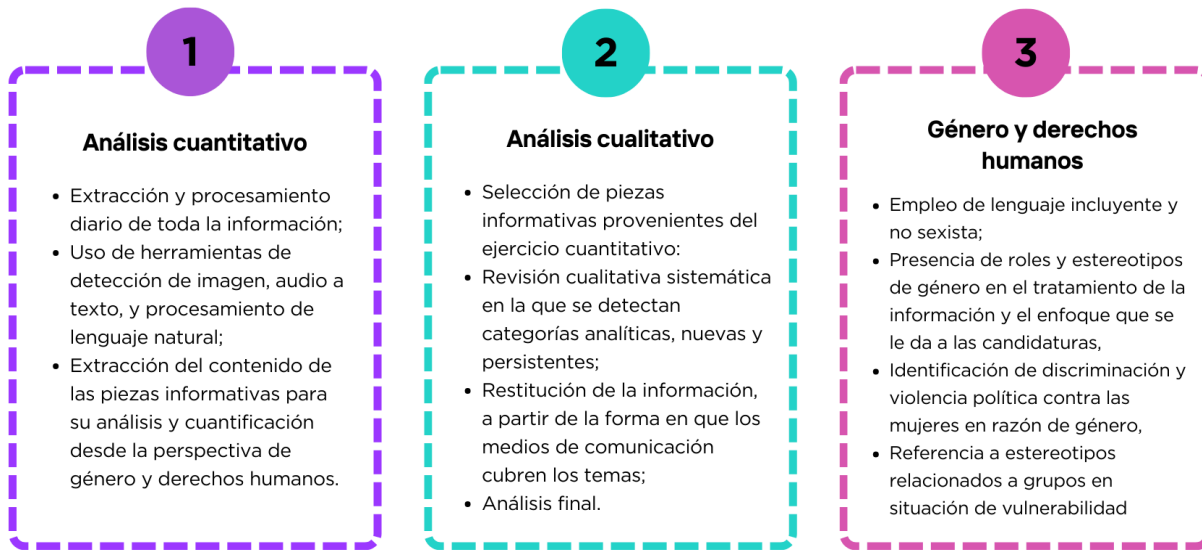 1
Análisis cuantitativo
• Extracción y procesamiento
diario de toda la información;
• Uso de herramientas de
detección de imagen, audio a
texto, y procesamiento de
lenguaje natural;
• Extracción del contenido de
las piezas informativas para
su análisis y cuantificación
desde la perspectiva de
género y derechos humanos.
2
Análisis cualitativo
• Selección de piezas
informativas provenientes del
ejercicio cuantitativo:
• Revisión cualitativa sistemática
en la que se detectan
categorías analíticas, nuevas y
persistentes;
• Restitución de la información,
a partir de la forma en que los
medios de comunicación
cubren los temas;
• Análisis final.
3
Género y derechos
humanos
• Empleo de lenguaje incluyente y
no sexista;
• Presencia de roles y estereotipos
de género en el tratamiento de la
información y el enfoque que se
le da a las candidaturas,
• Identificación de discriminación y
violencia política contra las
mujeres en razón de género,
• Referencia a estereotipos
relacionados a grupos en
situación de vulnerabilidad